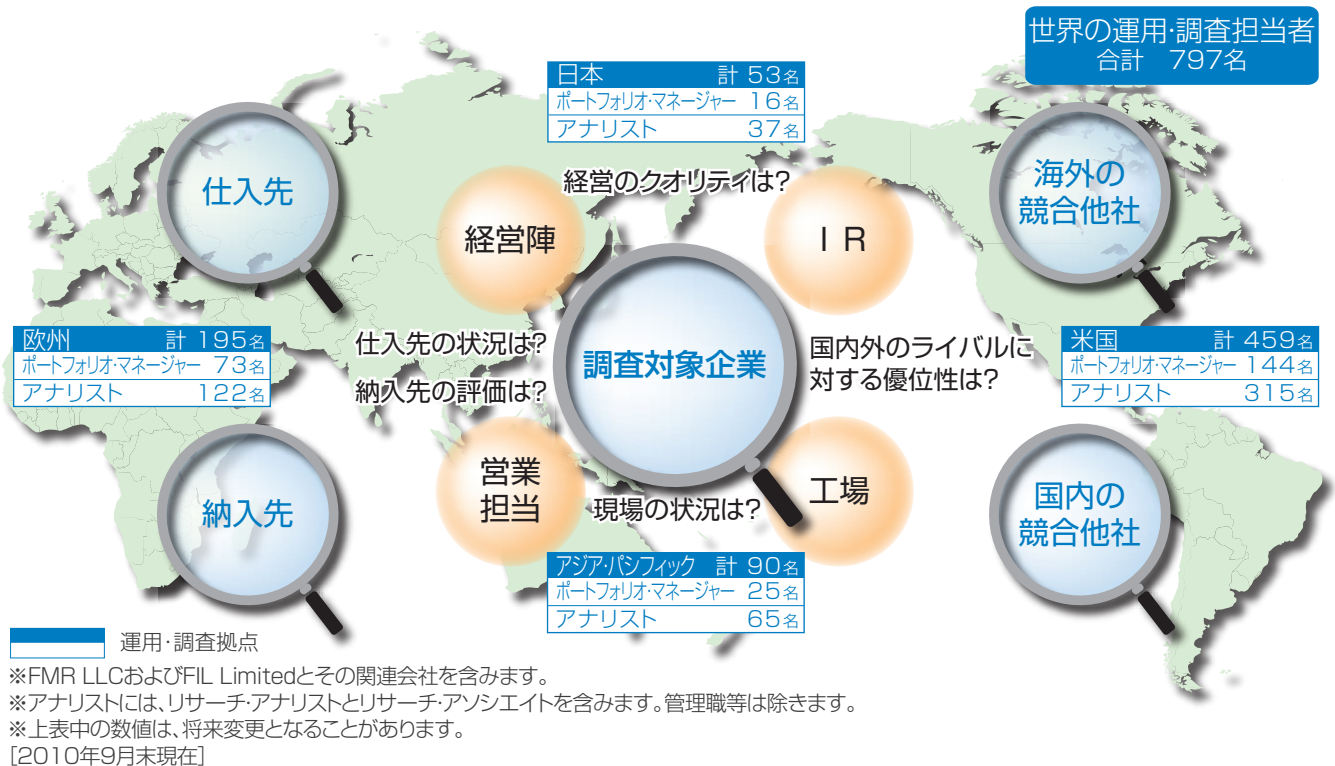 世界の運用・調査担当者
合計 797名
日本 計 53名
ポートフォリオ・マネージャー 16名
アナリスト 37名
仕入先
経営のクオリティは?
海外の
競合他社
経営陣
IR
欧州 計 195名
ポートフォリオ・マネージャー 73名
アナリスト 122名
仕入先の状況は?
納入先の評価は?
調査対象企業
国内外のライバルに
対する優位性は?
米国 計 459名
ポートフォリオ・マネージャー 144名
アナリスト 315名
納入先
営業
担当
現場の状況は?
工場
国内の
競合他社
アジア・パシフィック 計 90名
ポートフォリオ・マネージャー 25名
アナリスト 65名
運用・調査拠点
※FMR LLCおよびFIL Limitedとその関連会社を含みます。
※アナリストには、リサーチ・アナリストとリサーチ・アソシエイトを含みます。管理職等は除きます。
※上表中の数値は、将来変更となることがあります。
[2010年9月末現在]